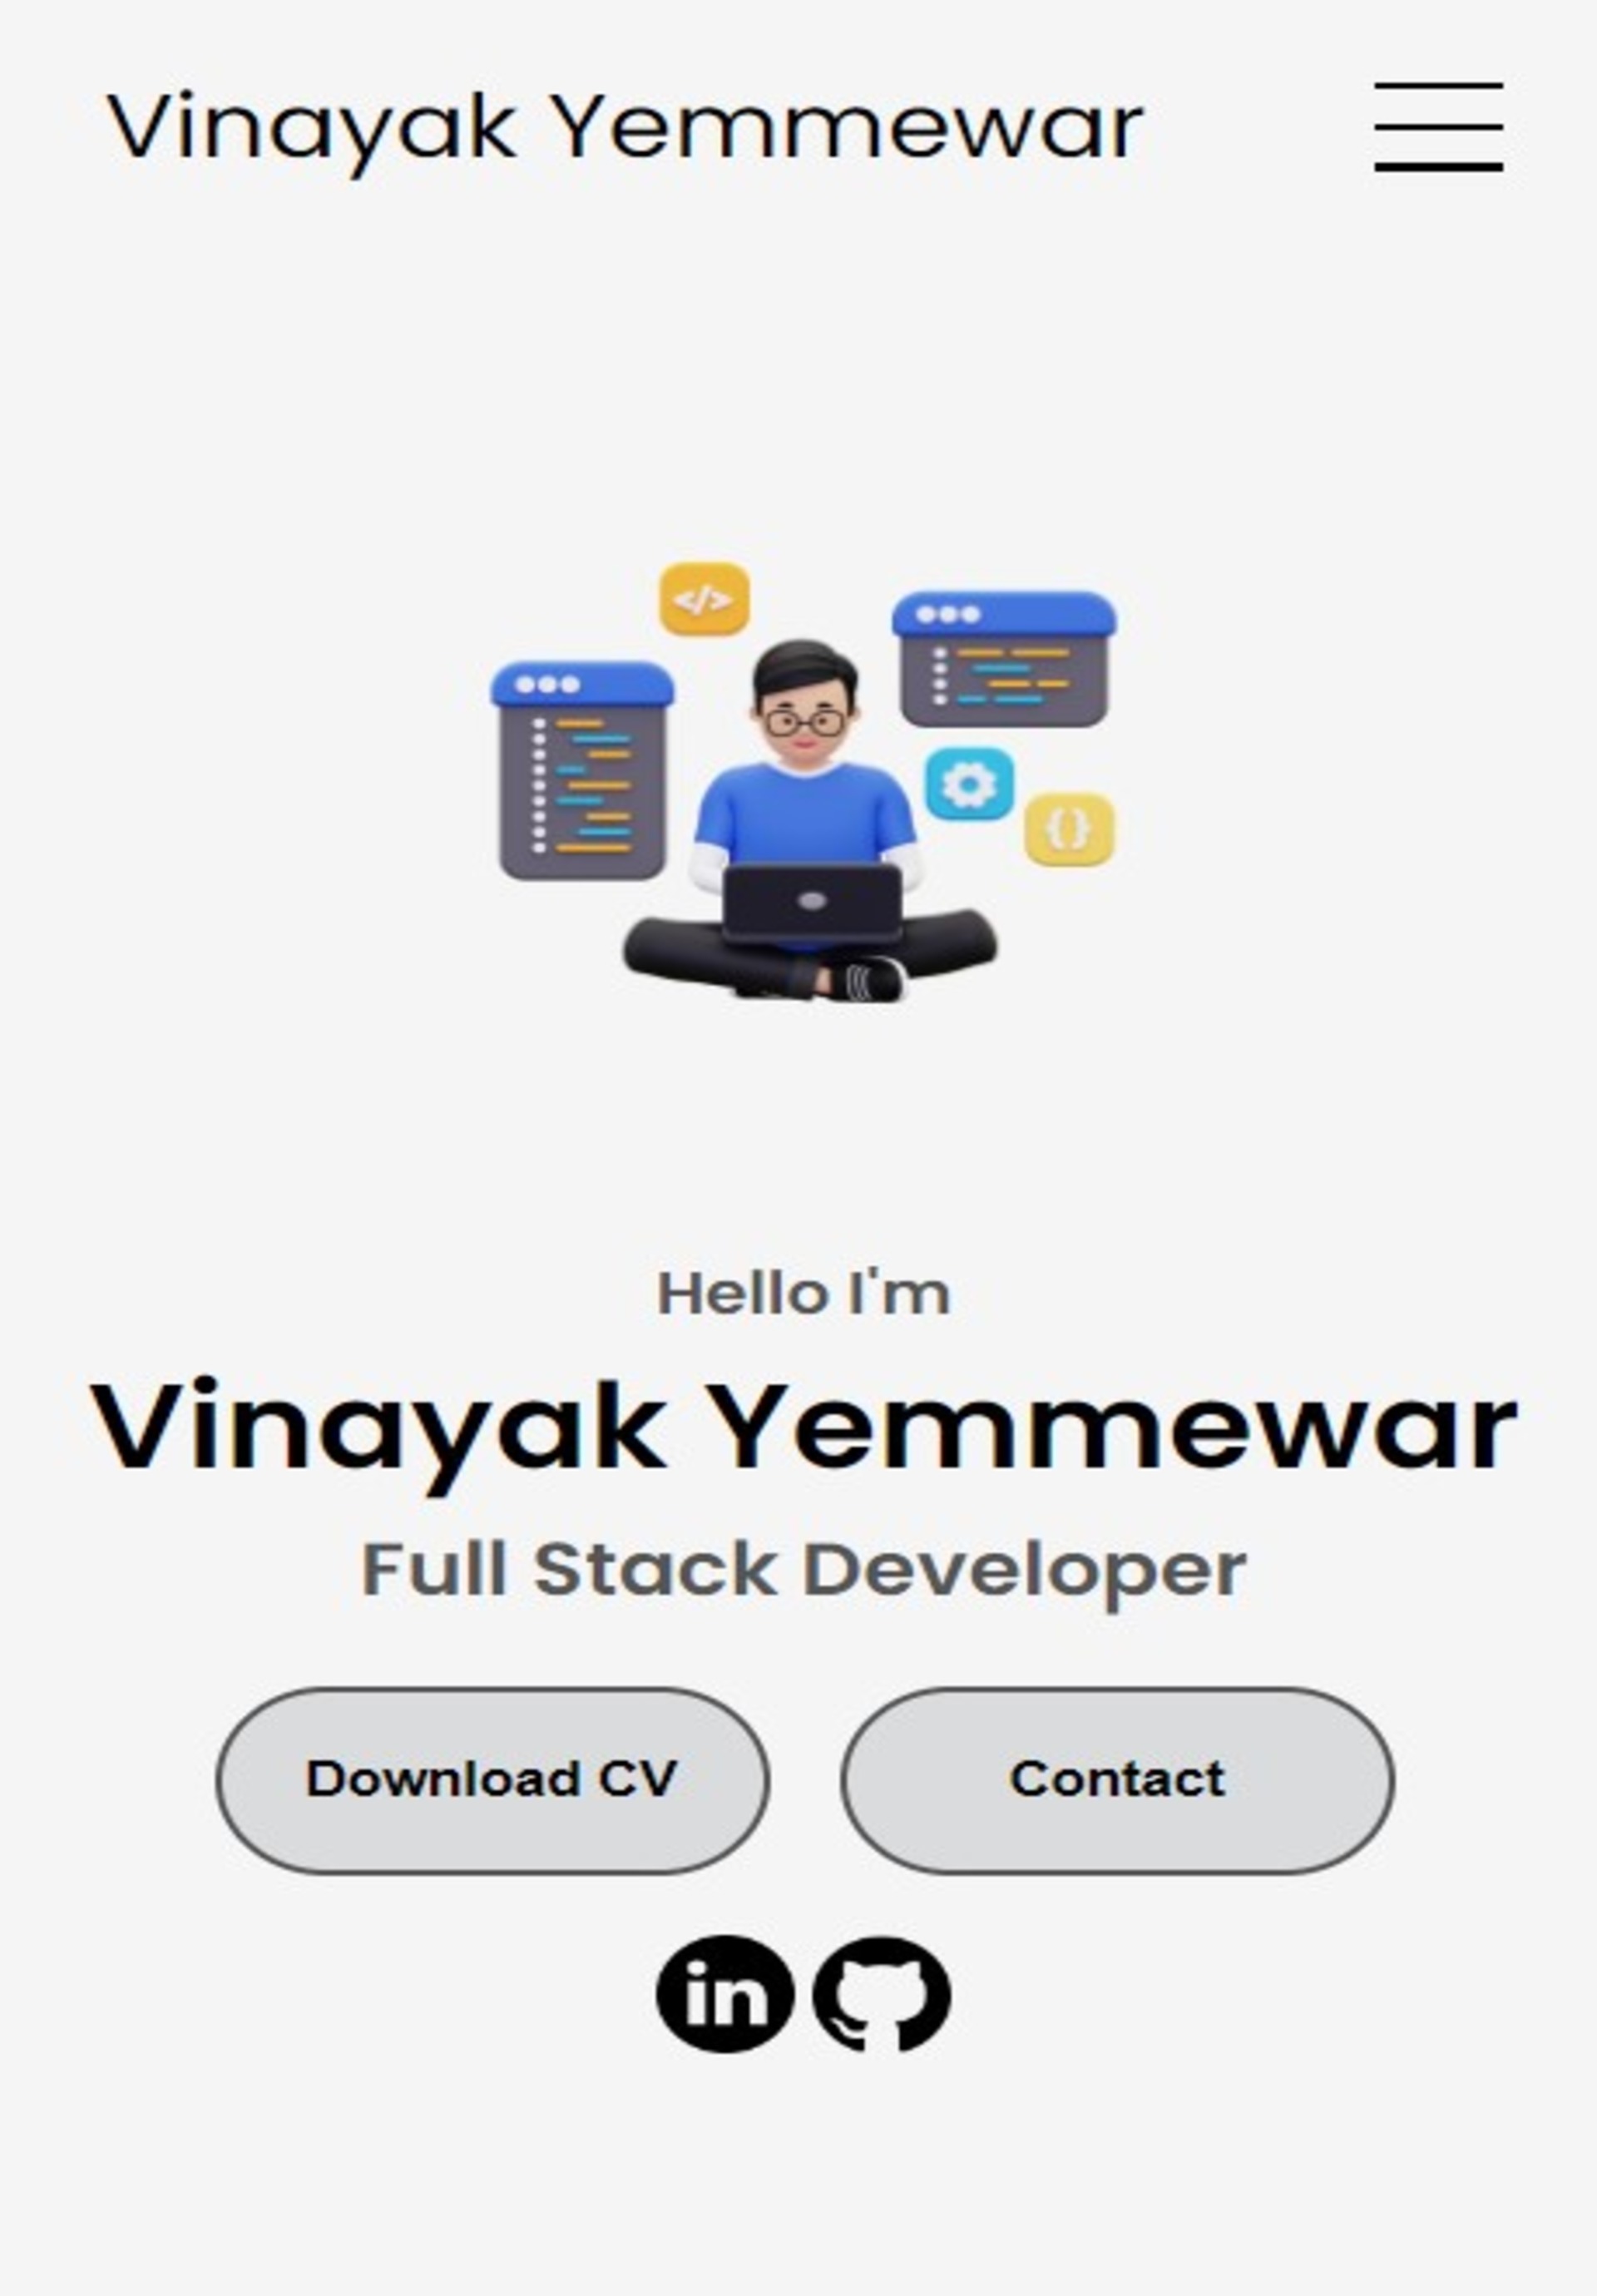 Vinayak Yemmewar
</>
{}
Hello I'm
Vinayak Yemmewar
Full Stack Developer
Download CV
Contact
in